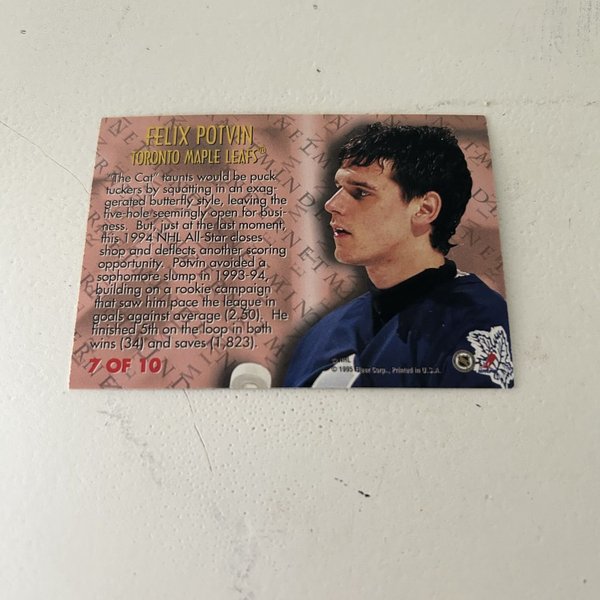 FELIX POTVIN
TORONTO MAPLE LEAFS
"The Cat" taunts would be puck
tuckers by squatting in an exag-
gerated butterfly style, leaving the
five-hole seemingly open for busi-
ness. But, just at the last moment,
this 1994 NHL All-Star closes
shop and deflects another scoring
opportunity. Potvin avoided a
sophomore slump in 1993-94,
building on a rookie campaign
that saw him pace the league in
goals against average (2.50). He
finished 5th on the loop in both
wins (34) and saves (1,823).
7 OF 10
©NHL
© 1995 Fleer Corp., Printed in U.S.A.